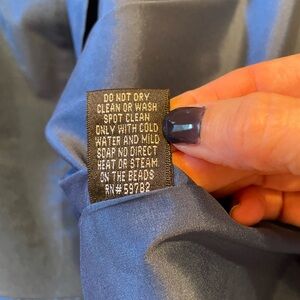 DO NOT DRY
CLEAN OR WASH
SPOT CLEAN
ONLY WITH COLD
WATER AND MILD
SOAP NO DIRECT
HEAT OR STEAM
ON THE BEADS
RN#59782